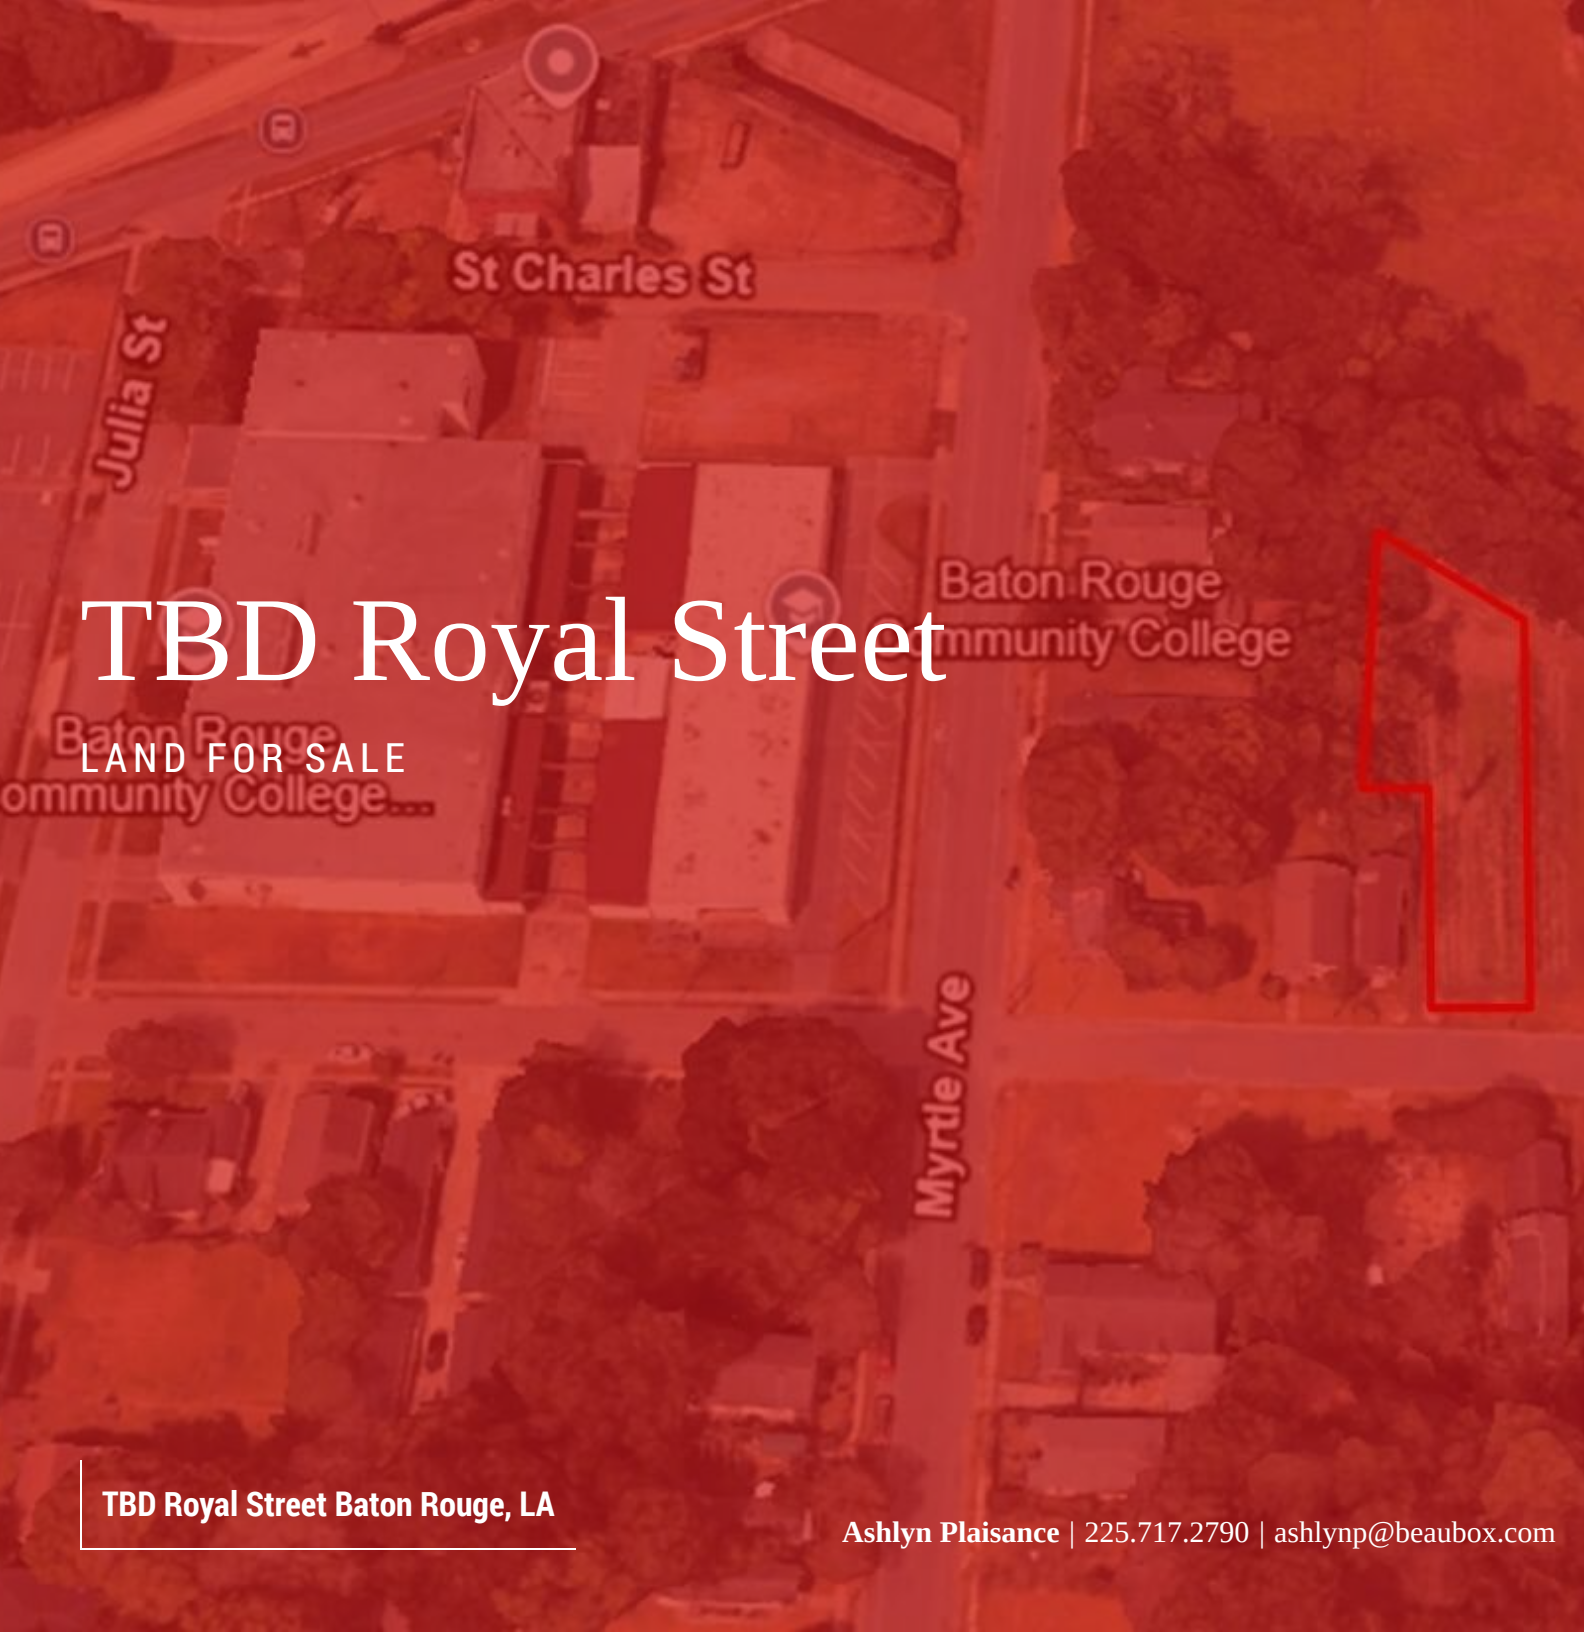 St Charles St
Julia St
Baton Rouge
mmunity College
TBD Royal Street
Baton Rouge
LAND FOR SALE
ommunity College...
Myrtle Ave
TBD Royal Street Baton Rouge, LA
Ashlyn Plaisance | 225.717.2790 | ashlynp@beaubox.com